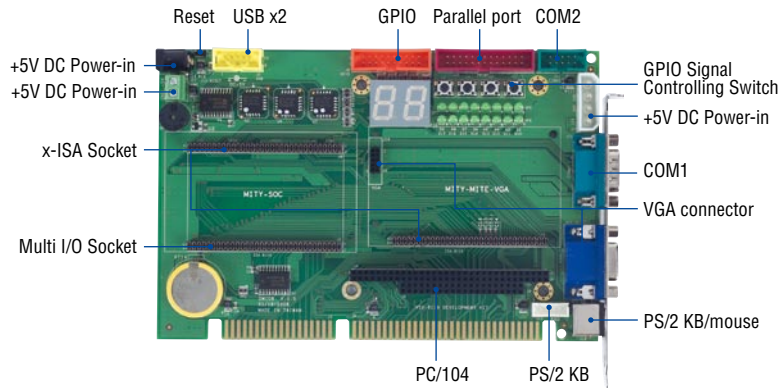 Reset
USB x2
GPIO
Parallel port
COM2
+5V DC Power-in
+5V DC Power-in
GPIO Signal
Controlling Switch
+5V DC Power-in
x-ISA Socket
COM1
MITY-SOC
MITY-MITE-VGA
VGA connector
Multi I/O Socket
PS/2 KB/mouse
PC/104
PS/2 KB